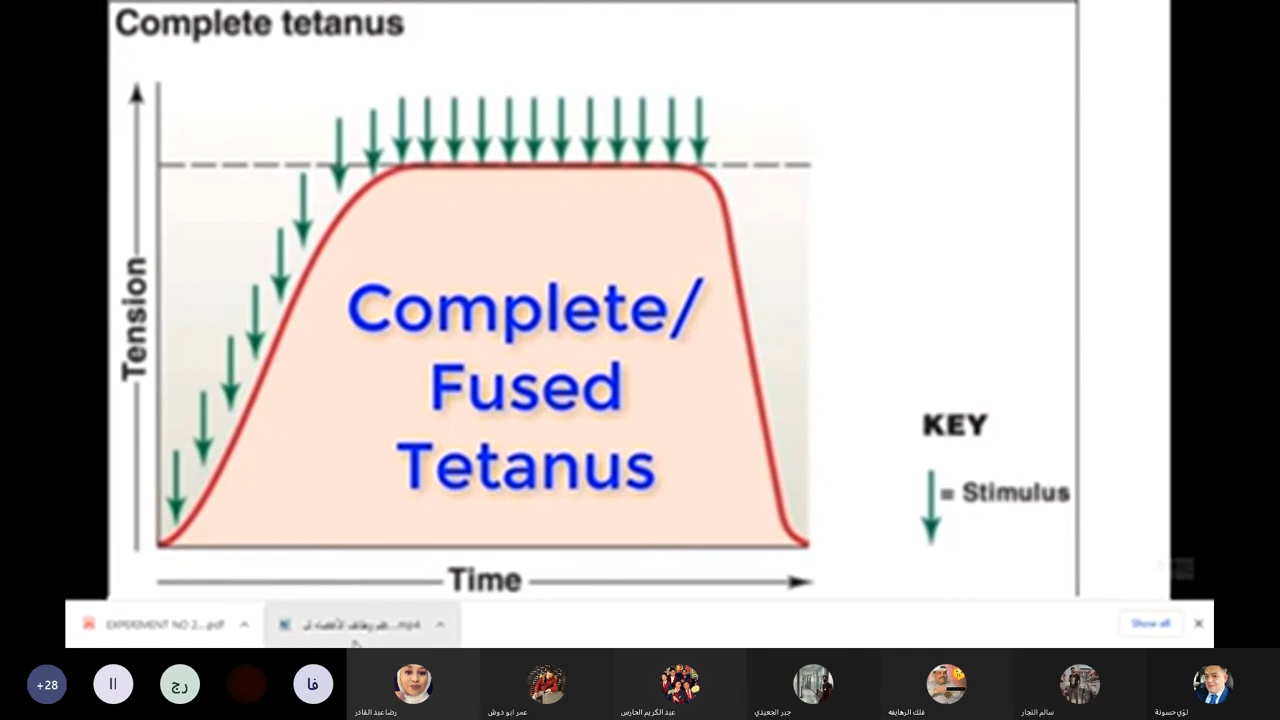 Complete tetanus
Tension
Complete/
Fused
Tetanus
KEY
= Stimulus
Time
EXPERIMENT NO 2....pdf
Show all
+28
اا
رج
فا
رضا عبد القادر
عمر ابو دوش
عبد الكريم الحارس
جبر الجعيدي
فلك الرهايفه
سالم النجار
لؤي حسونة